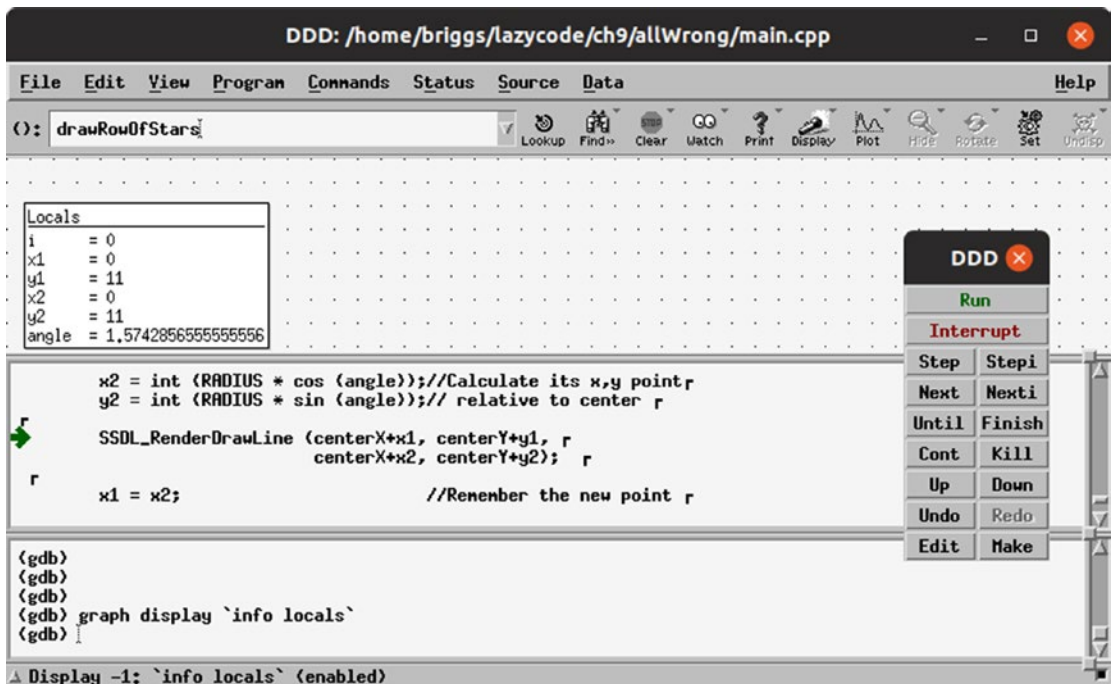 DDD: /home/briggs/lazycode/ch9/allWrong/main.cpp
File Edit View Program Commands Status Source Data Help
(): drawRowOfStars
Lookup Find» Clear Watch Print Display Plot Hide Rotate Set Undisp
STOP
Locals
i = 0
x1 = 0
y1 = 11
x2 = 0
y2 = 11
angle = 1.5742856555555556
DDD
Run
Interrupt
Step Stepi
Next Nexti
Until Finish
Cont Kill
Up Down
Undo Redo
Edit Make
x2 = int (RADIUS * cos (angle));//Calculate its x,y point
y2 = int (RADIUS * sin (angle));// relative to center
SSDL_RenderDrawLine (centerX+x1, centerY+y1,
centerX+x2, centerY+y2);
x1 = x2; //Remember the new point
(gdb)
(gdb)
(gdb)
(gdb) graph display `info locals`
(gdb)
Display -1: `info locals` (enabled)